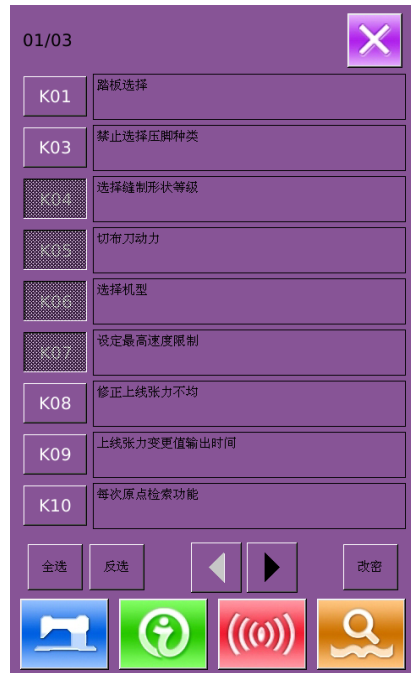 01/03
K01 踏板选择
K03 禁止选择压脚种类
K04 选择缝制形状等级
K05 切布刀动力
K06 选择机型
K07 设定最高速度限制
K08 修正上线张力不均
K09 上线张力变更值输出时间
K10 每次原点检索功能
全选 反选 改密